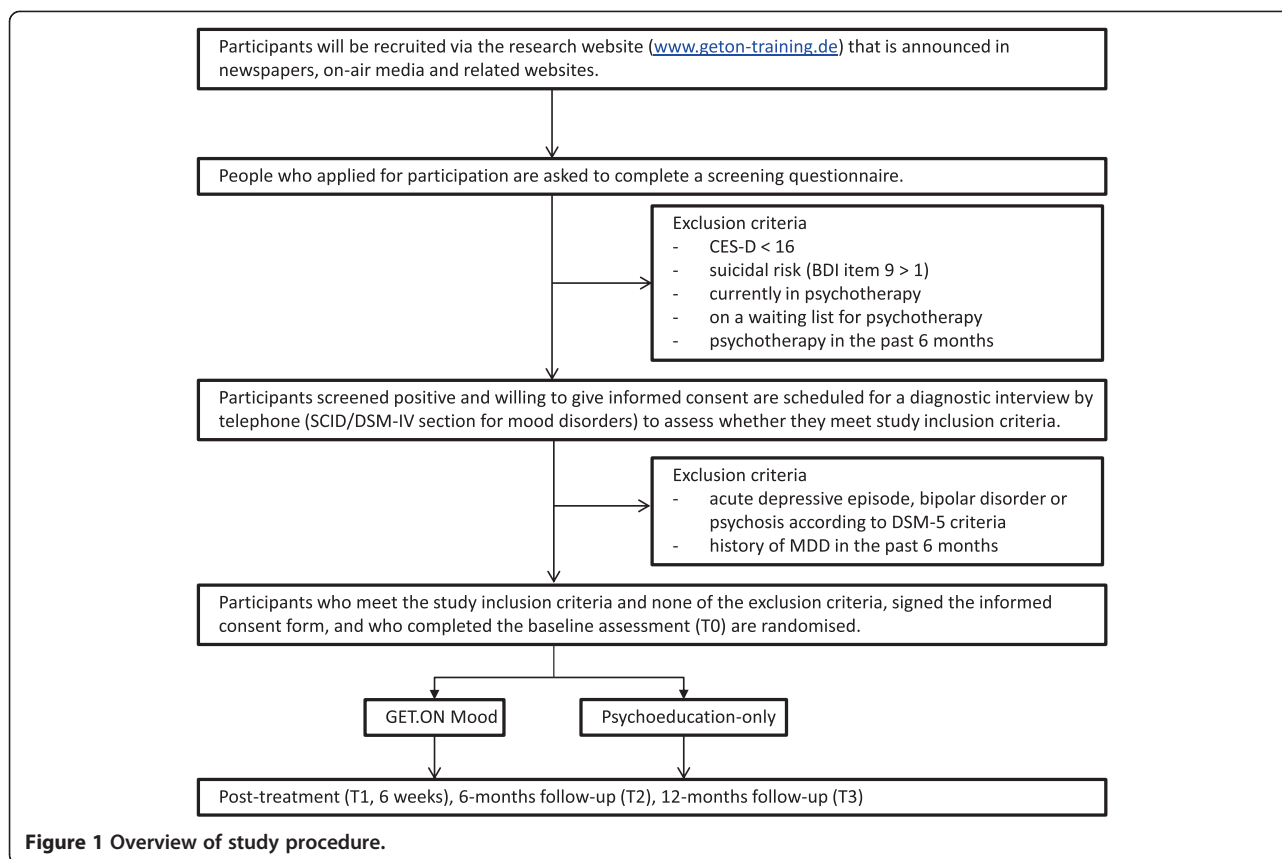 Participants will be recruited via the research website (www.geton-training.de) that is announced in
newspapers, on-air media and related websites.
People who applied for participation are asked to complete a screening questionnaire.
Exclusion criteria
- CES-D < 16
- suicidal risk (BDI item 9 > 1)
- currently in psychotherapy
- on a waiting list for psychotherapy
- psychotherapy in the past 6 months
Participants screened positive and willing to give informed consent are scheduled for a diagnostic interview by
telephone (SCID/DSM-IV section for mood disorders) to assess whether they meet study inclusion criteria.
Exclusion criteria
- acute depressive episode, bipolar disorder or
psychosis according to DSM-5 criteria
- history of MDD in the past 6 months
Participants who meet the study inclusion criteria and none of the exclusion criteria, signed the informed
consent form, and who completed the baseline assessment (T0) are randomised.
GET.ON Mood
Psychoeducation-only
Post-treatment (T1, 6 weeks), 6-months follow-up (T2), 12-months follow-up (T3)
Figure 1 Overview of study procedure.